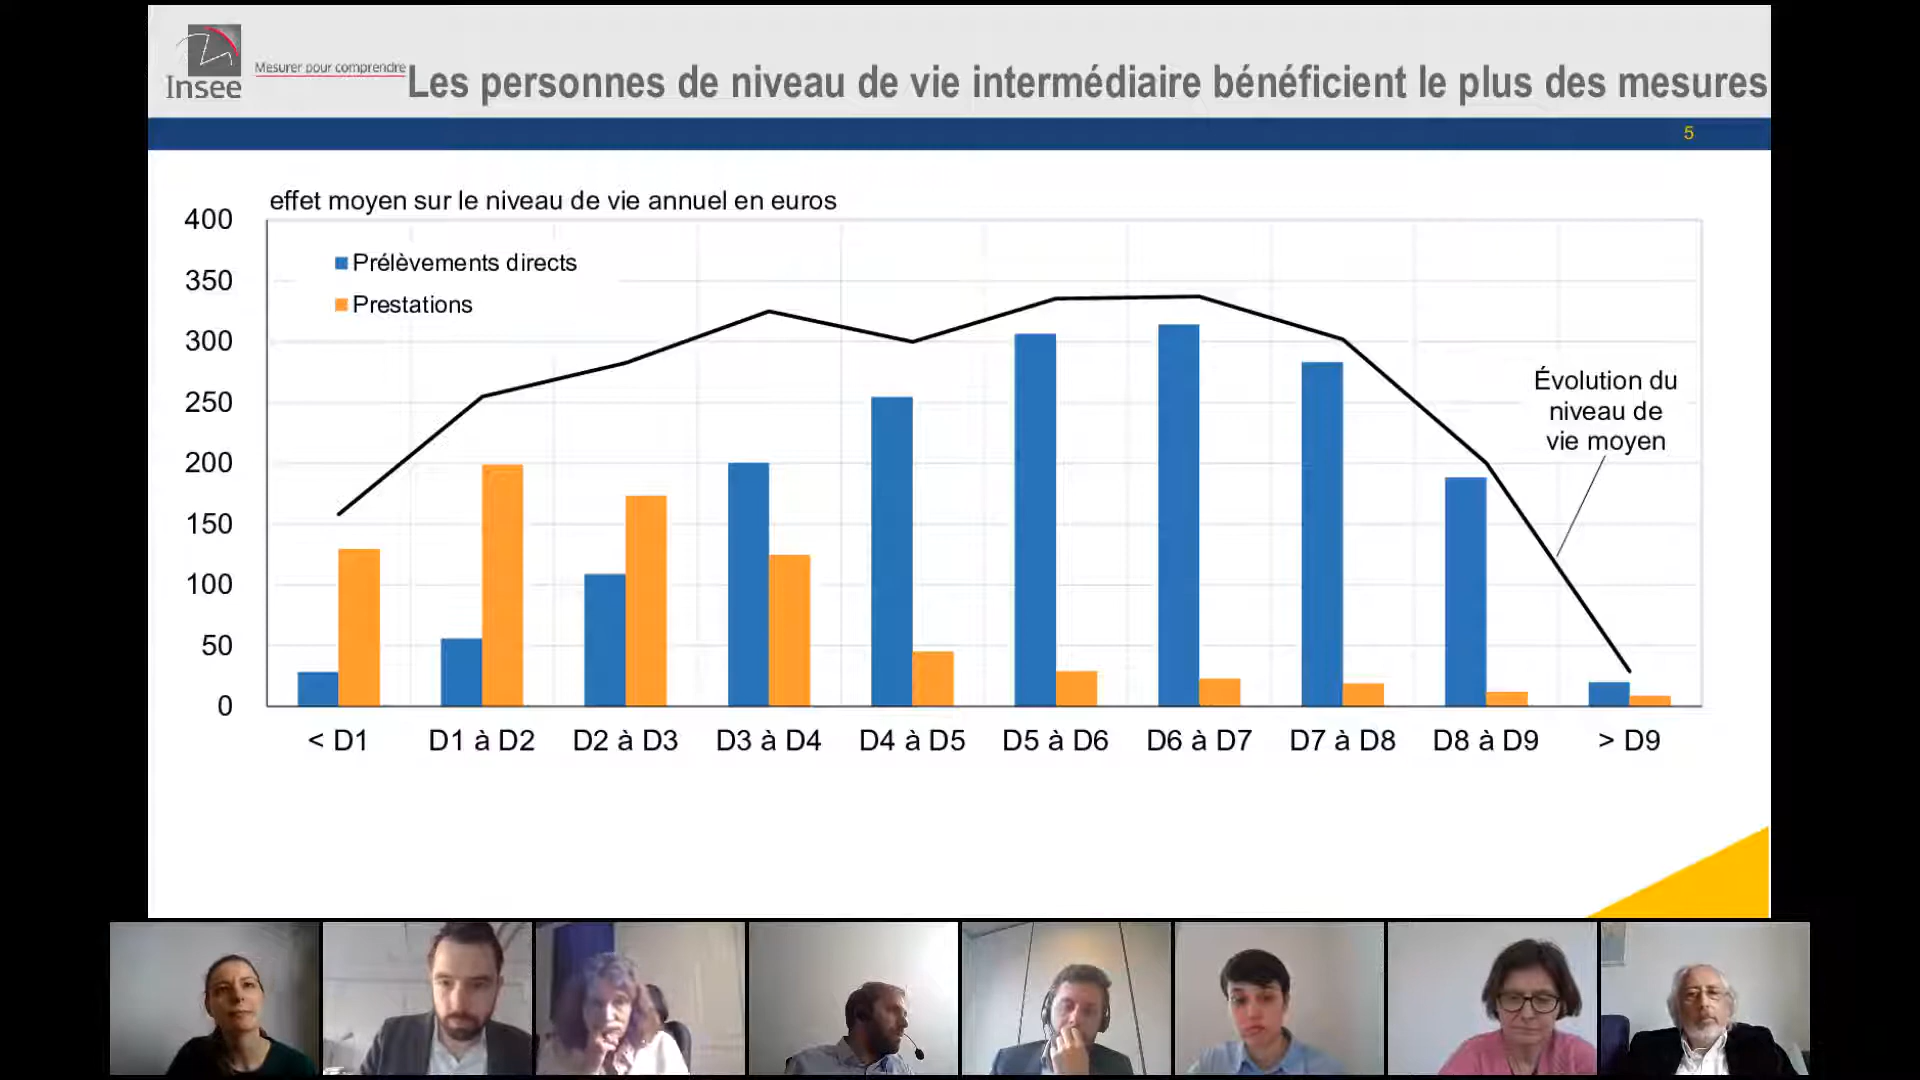 Insee
Mesurer pour comprendre
Les personnes de niveau de vie intermédiaire bénéficient le plus des mesures
5
effet moyen sur le niveau de vie annuel en euros
400
350
300
250
200
150
100
50
0
Prélèvements directs
Prestations
Évolution du
niveau de
vie moyen
< D1 D1 à D2 D2 à D3 D3 à D4 D4 à D5 D5 à D6 D6 à D7 D7 à D8 D8 à D9 > D9